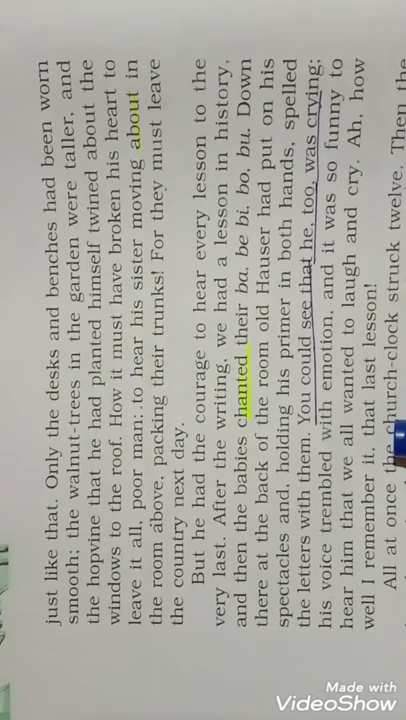 just like that. Only the desks and benches had been worn
smooth; the walnut-trees in the garden were taller, and
the hopvine that he had planted himself twined about the
windows to the roof. How it must have broken his heart to
leave it all, poor man; to hear his sister moving about in
the room above, packing their trunks! For they must leave
the country next day.
But he had the courage to hear every lesson to the
very last. After the writing, we had a lesson in history,
and then the babies chanted their ba, be bi, bo, bu. Down
there at the back of the room old Hauser had put on his
spectacles and, holding his primer in both hands, spelled
the letters with them. You could see that he, too, was crying;
his voice trembled with emotion, and it was so funny to
hear him that we all wanted to laugh and cry. Ah, how
well I remember it, that last lesson!
All at once the church-clock struck twelve. Then the
Made with
VideoShow